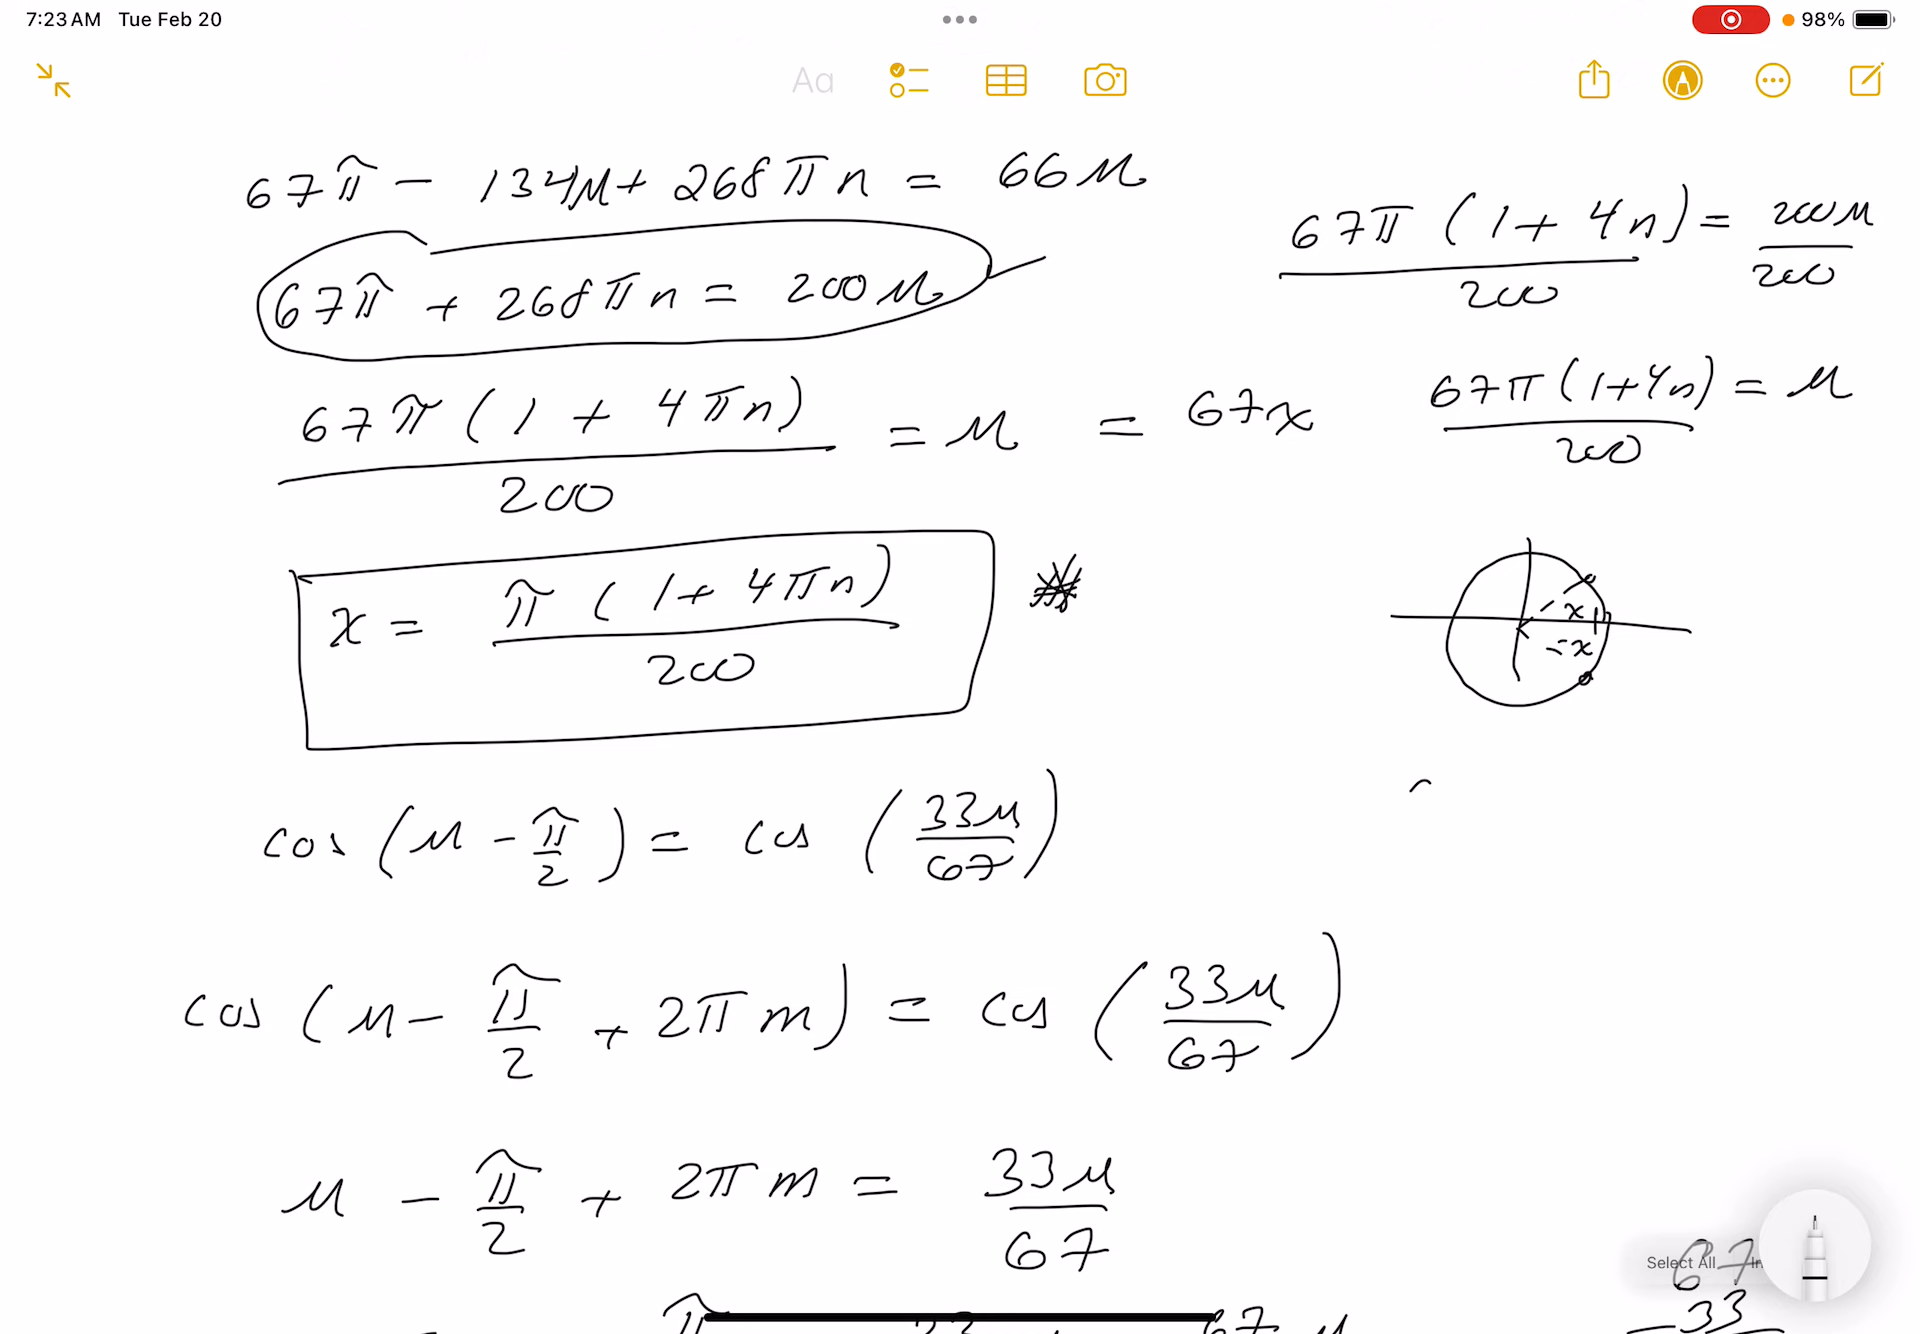 7:23 AM Tue Feb 20
98%
Aa
67π − 134u + 268πn = 66u
67π + 268πn = 200u
67π(1 + 4n)/200 = 200u/200
67π(1 + 4πn)/200 = u = 67x
67π(1+4n)/200 = u
x = π(1 + 4πn)/200
x
-x
cos(u − π/2) = cos(33u/67)
cos(u − π/2 + 2πm) = cos(33u/67)
u − π/2 + 2πm = 33u/67
Select All
67
−33